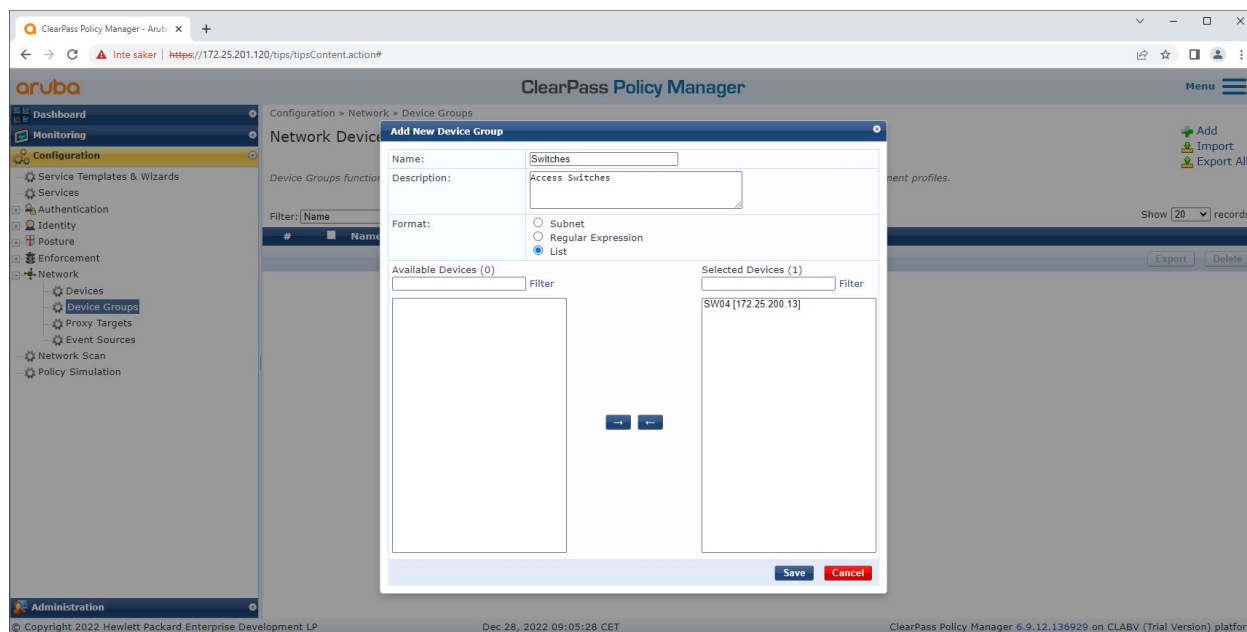 ClearPass Policy Manager - Arub
Inte säker | https://172.25.201.120/tips/tipsContent.action#
aruba
ClearPass Policy Manager
Menu
Dashboard
Monitoring
Configuration
Service Templates & Wizards
Services
Authentication
Identity
Posture
Enforcement
Network
Devices
Device Groups
Proxy Targets
Event Sources
Network Scan
Policy Simulation
Administration
Configuration » Network » Device Groups
Network Device
Add
Import
Export All
Device Groups function
nent profiles.
Filter: Name
Show 20 records
# Name
Export Delete
Add New Device Group
Name: Switches
Description: Access Switches
Format: Subnet
Regular Expression
List
Available Devices (0)
Filter
Selected Devices (1)
Filter
SW04 [172.25.200.13]
→ ←
Save Cancel
© Copyright 2022 Hewlett Packard Enterprise Development LP
Dec 28, 2022 09:05:28 CET
ClearPass Policy Manager 6.9.12.136929 on CLABV (Trial Version) platfor